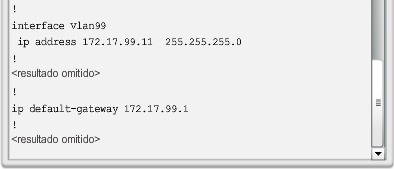 !
interface Vlan99
ip address 172.17.99.11 255.255.255.0
!
<resultado omitido>
!
ip default-gateway 172.17.99.1
!
<resultado omitido>